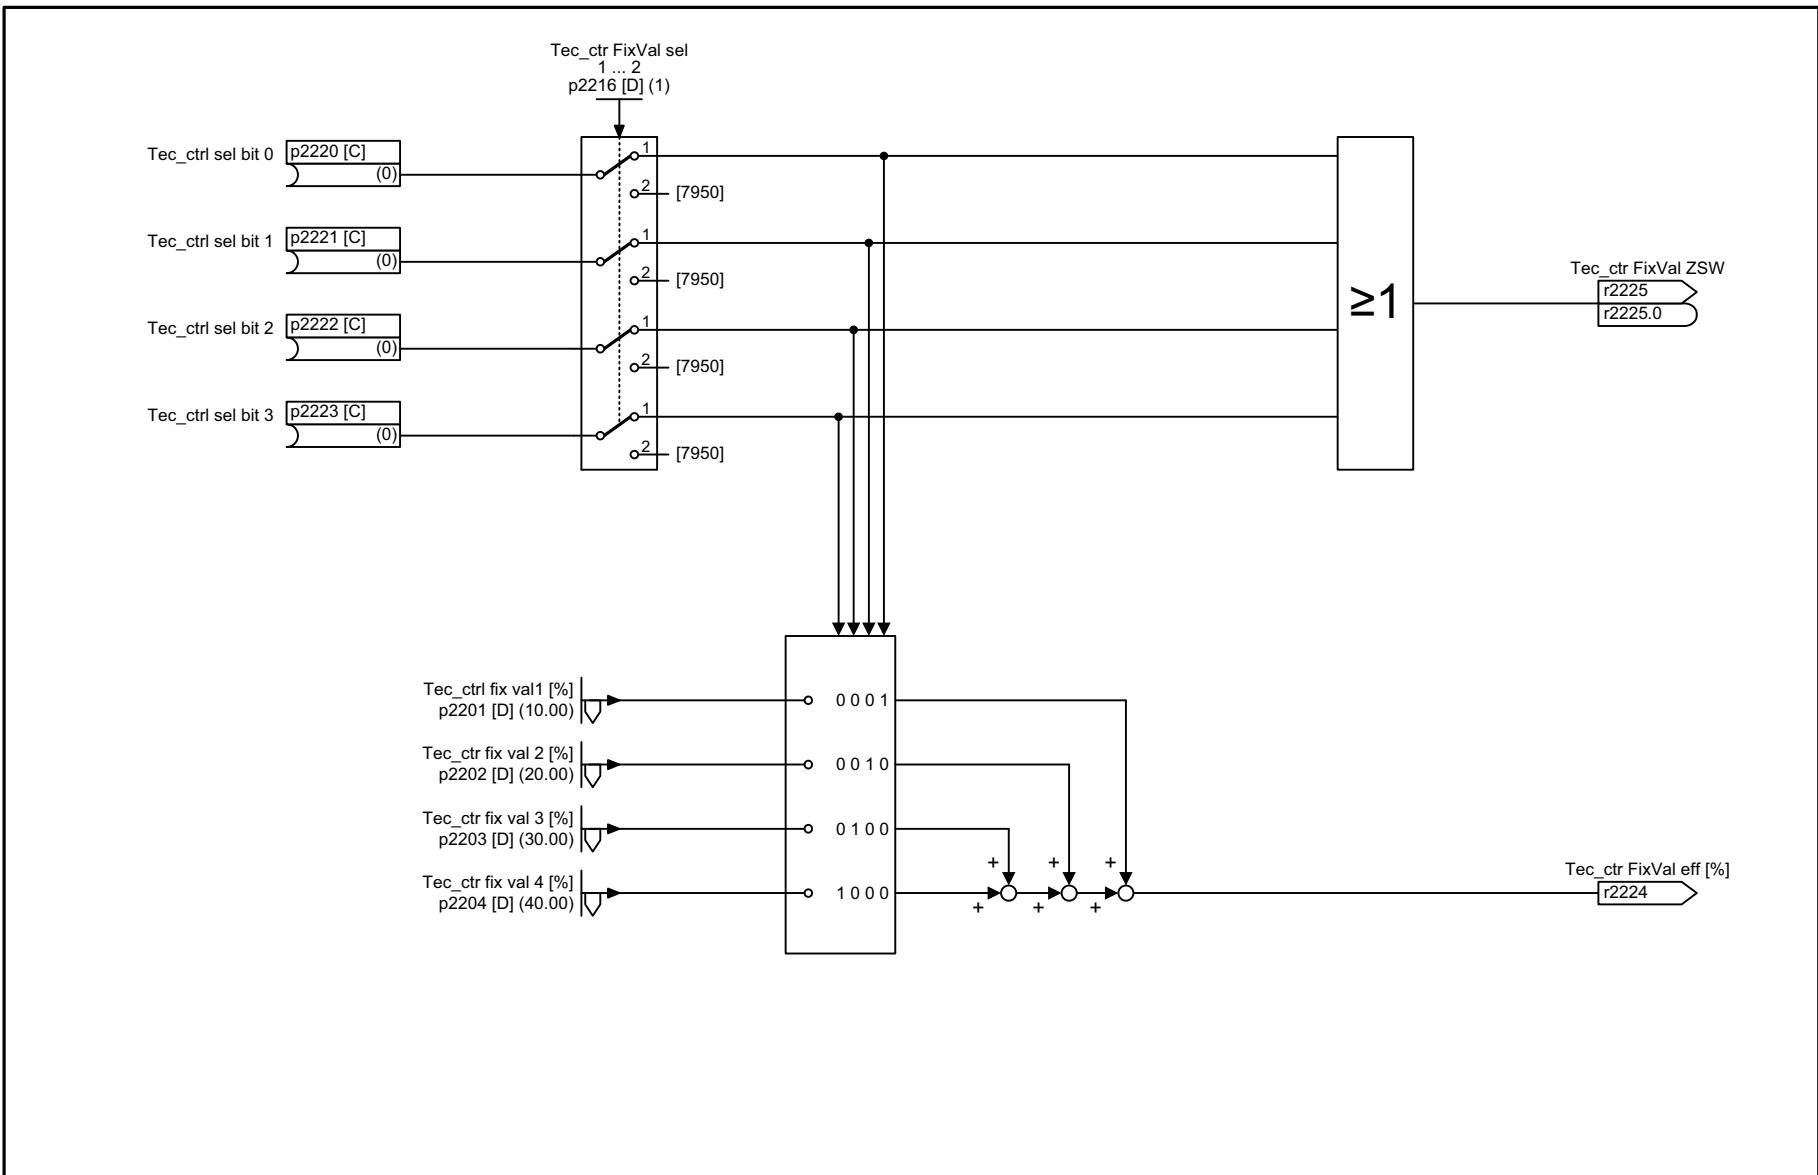 Tec_ctr FixVal sel
1 ... 2
p2216 [D] (1)
Tec_ctrl sel bit 0
p2220 [C]
(0)
1
2
[7950]
Tec_ctrl sel bit 1
p2221 [C]
(0)
1
2
[7950]
Tec_ctrl sel bit 2
p2222 [C]
(0)
1
2
[7950]
Tec_ctrl sel bit 3
p2223 [C]
(0)
1
2
[7950]
≥1
Tec_ctr FixVal ZSW
r2225
r2225.0
Tec_ctrl fix val1 [%]
p2201 [D] (10.00)
0 0 0 1
Tec_ctr fix val 2 [%]
p2202 [D] (20.00)
0 0 1 0
Tec_ctr fix val 3 [%]
p2203 [D] (30.00)
0 1 0 0
Tec_ctr fix val 4 [%]
p2204 [D] (40.00)
1 0 0 0
+ + +
+ + +
Tec_ctr FixVal eff [%]
r2224